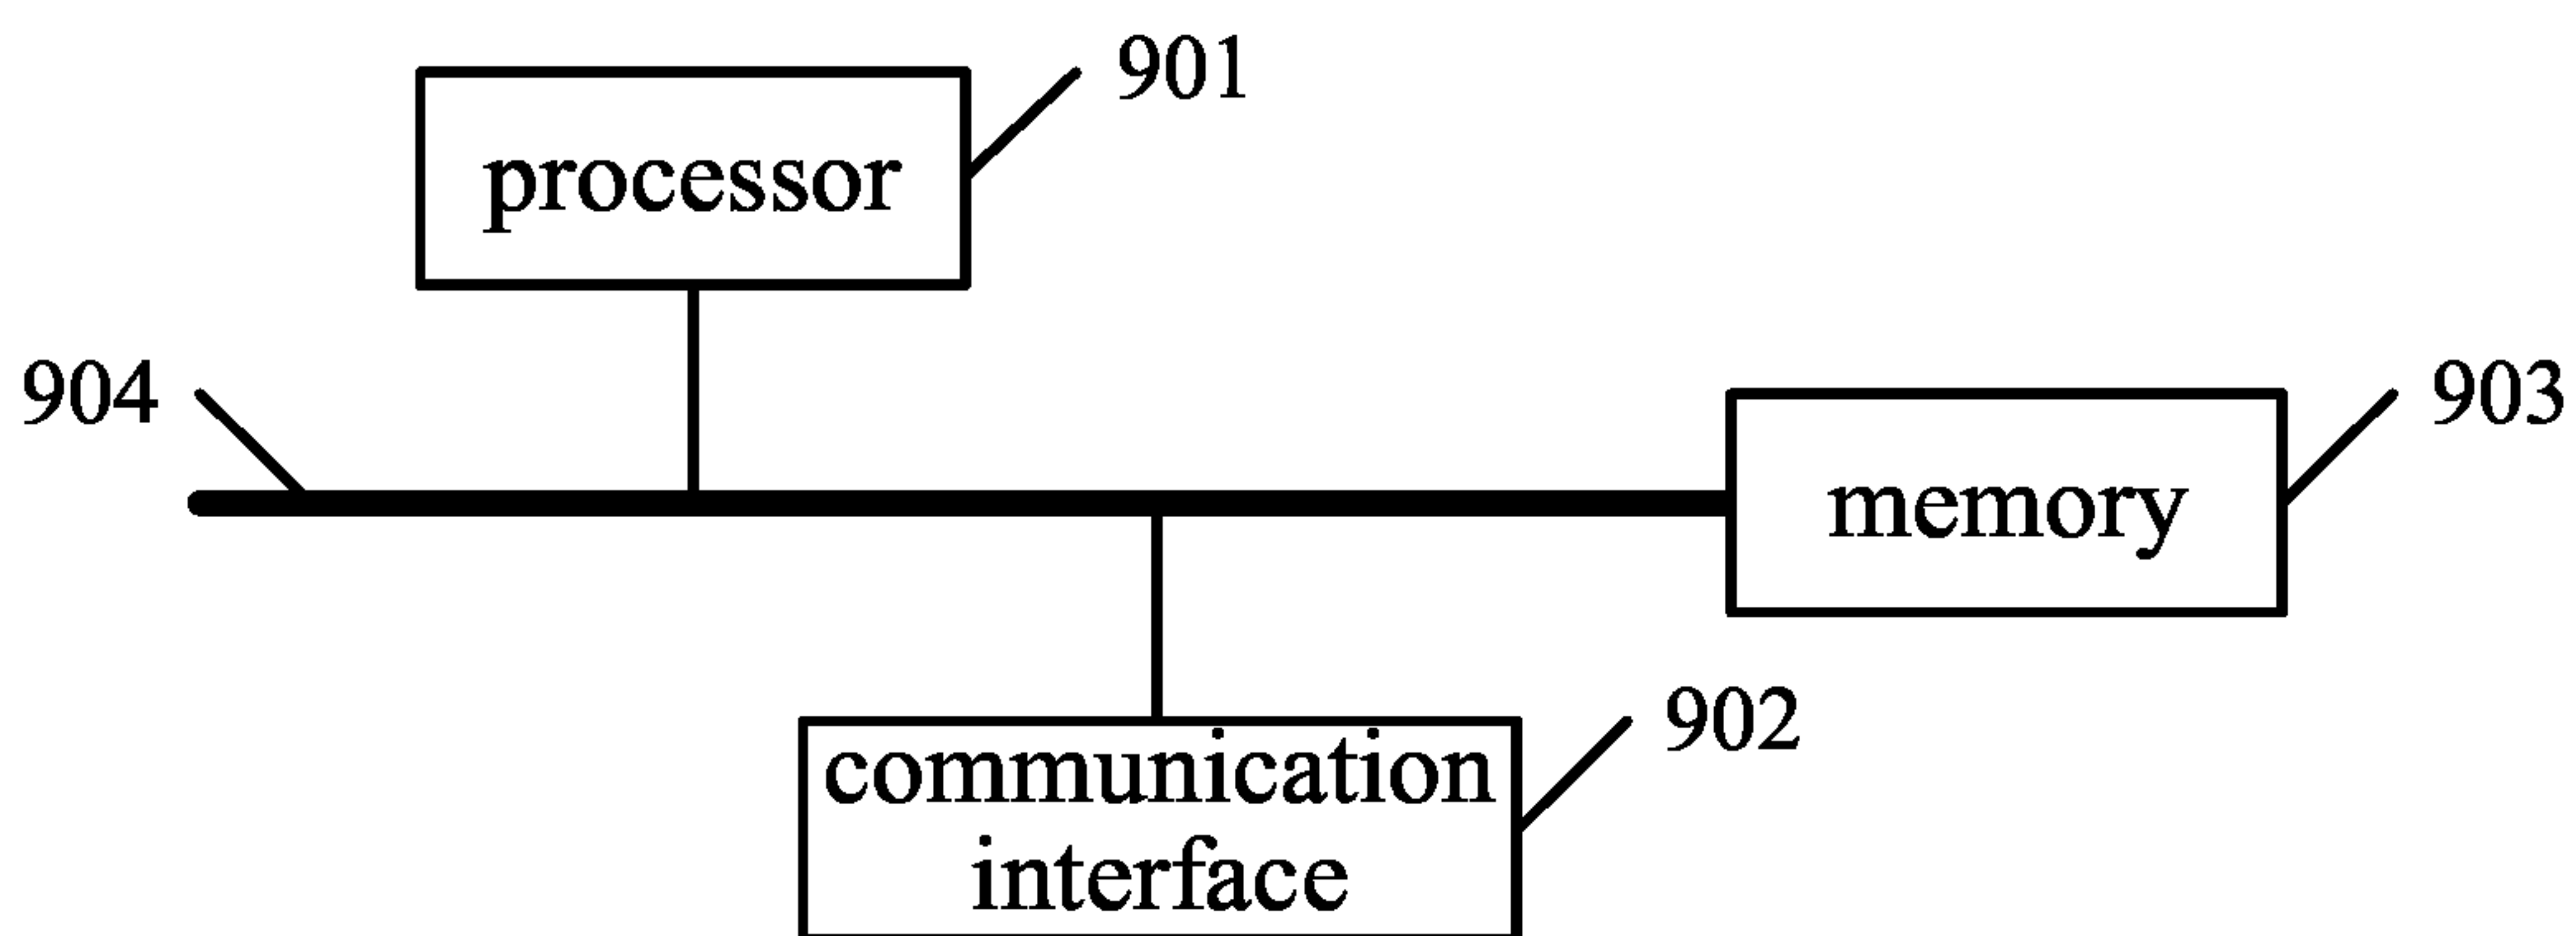 901
processor
904
903
memory
902
communication
interface